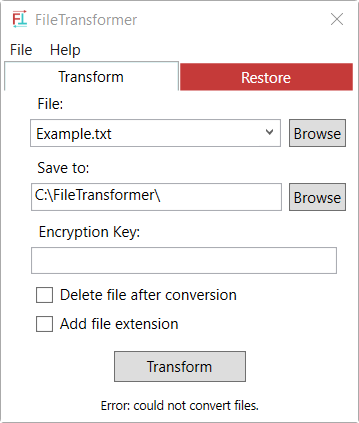 FT FileTransformer
File Help
Transform Restore
File:
Example.txt Browse
Save to:
C:\FileTransformer\ Browse
Encryption Key:
Delete file after conversion
Add file extension
Transform
Error: could not convert files.